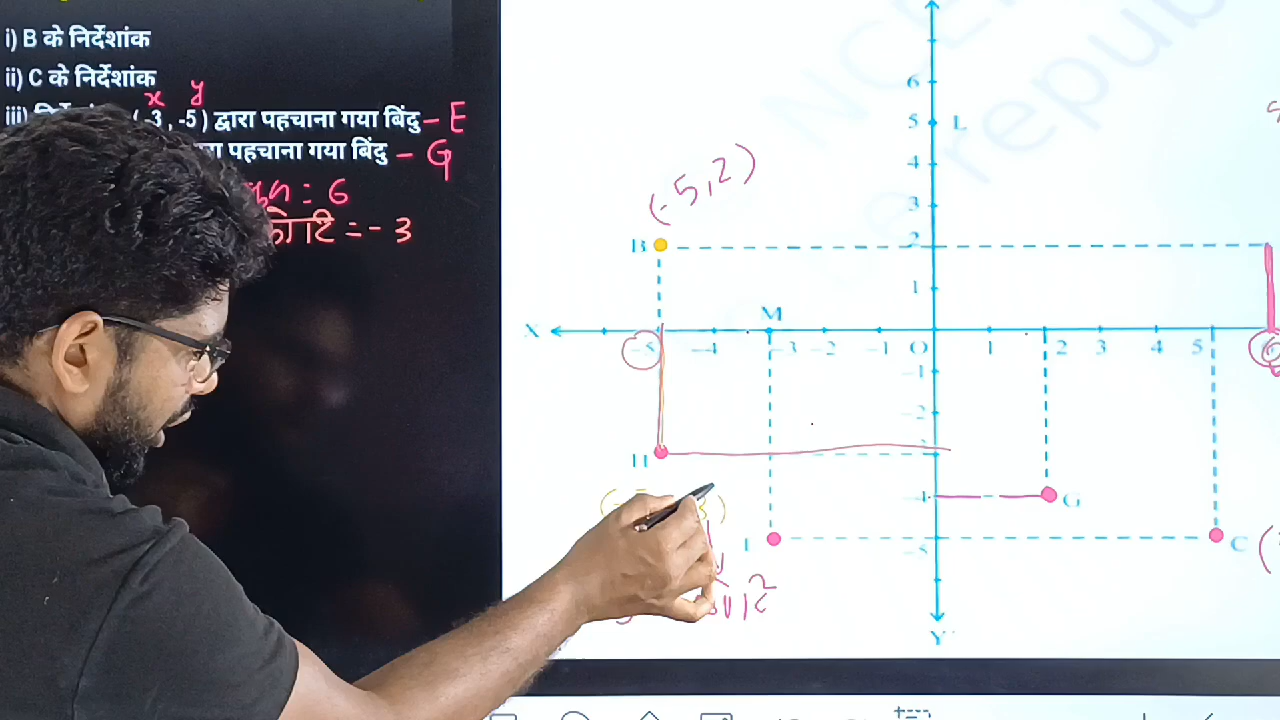 i) B के निर्देशांक
ii) C के निर्देशांक
x y
iii) (-3, -5) द्वारा पहचाना गया बिंदु – E
पहचाना गया बिंदु – G
= 6
कोटि = - 3
6
5 L
4
(-5, 2)
3
B 2
1
M
X -5 -4 -3 -2 -1 O 1 2 3 4 5 6
-1
-2
H
-4 G
-5 C
Y'